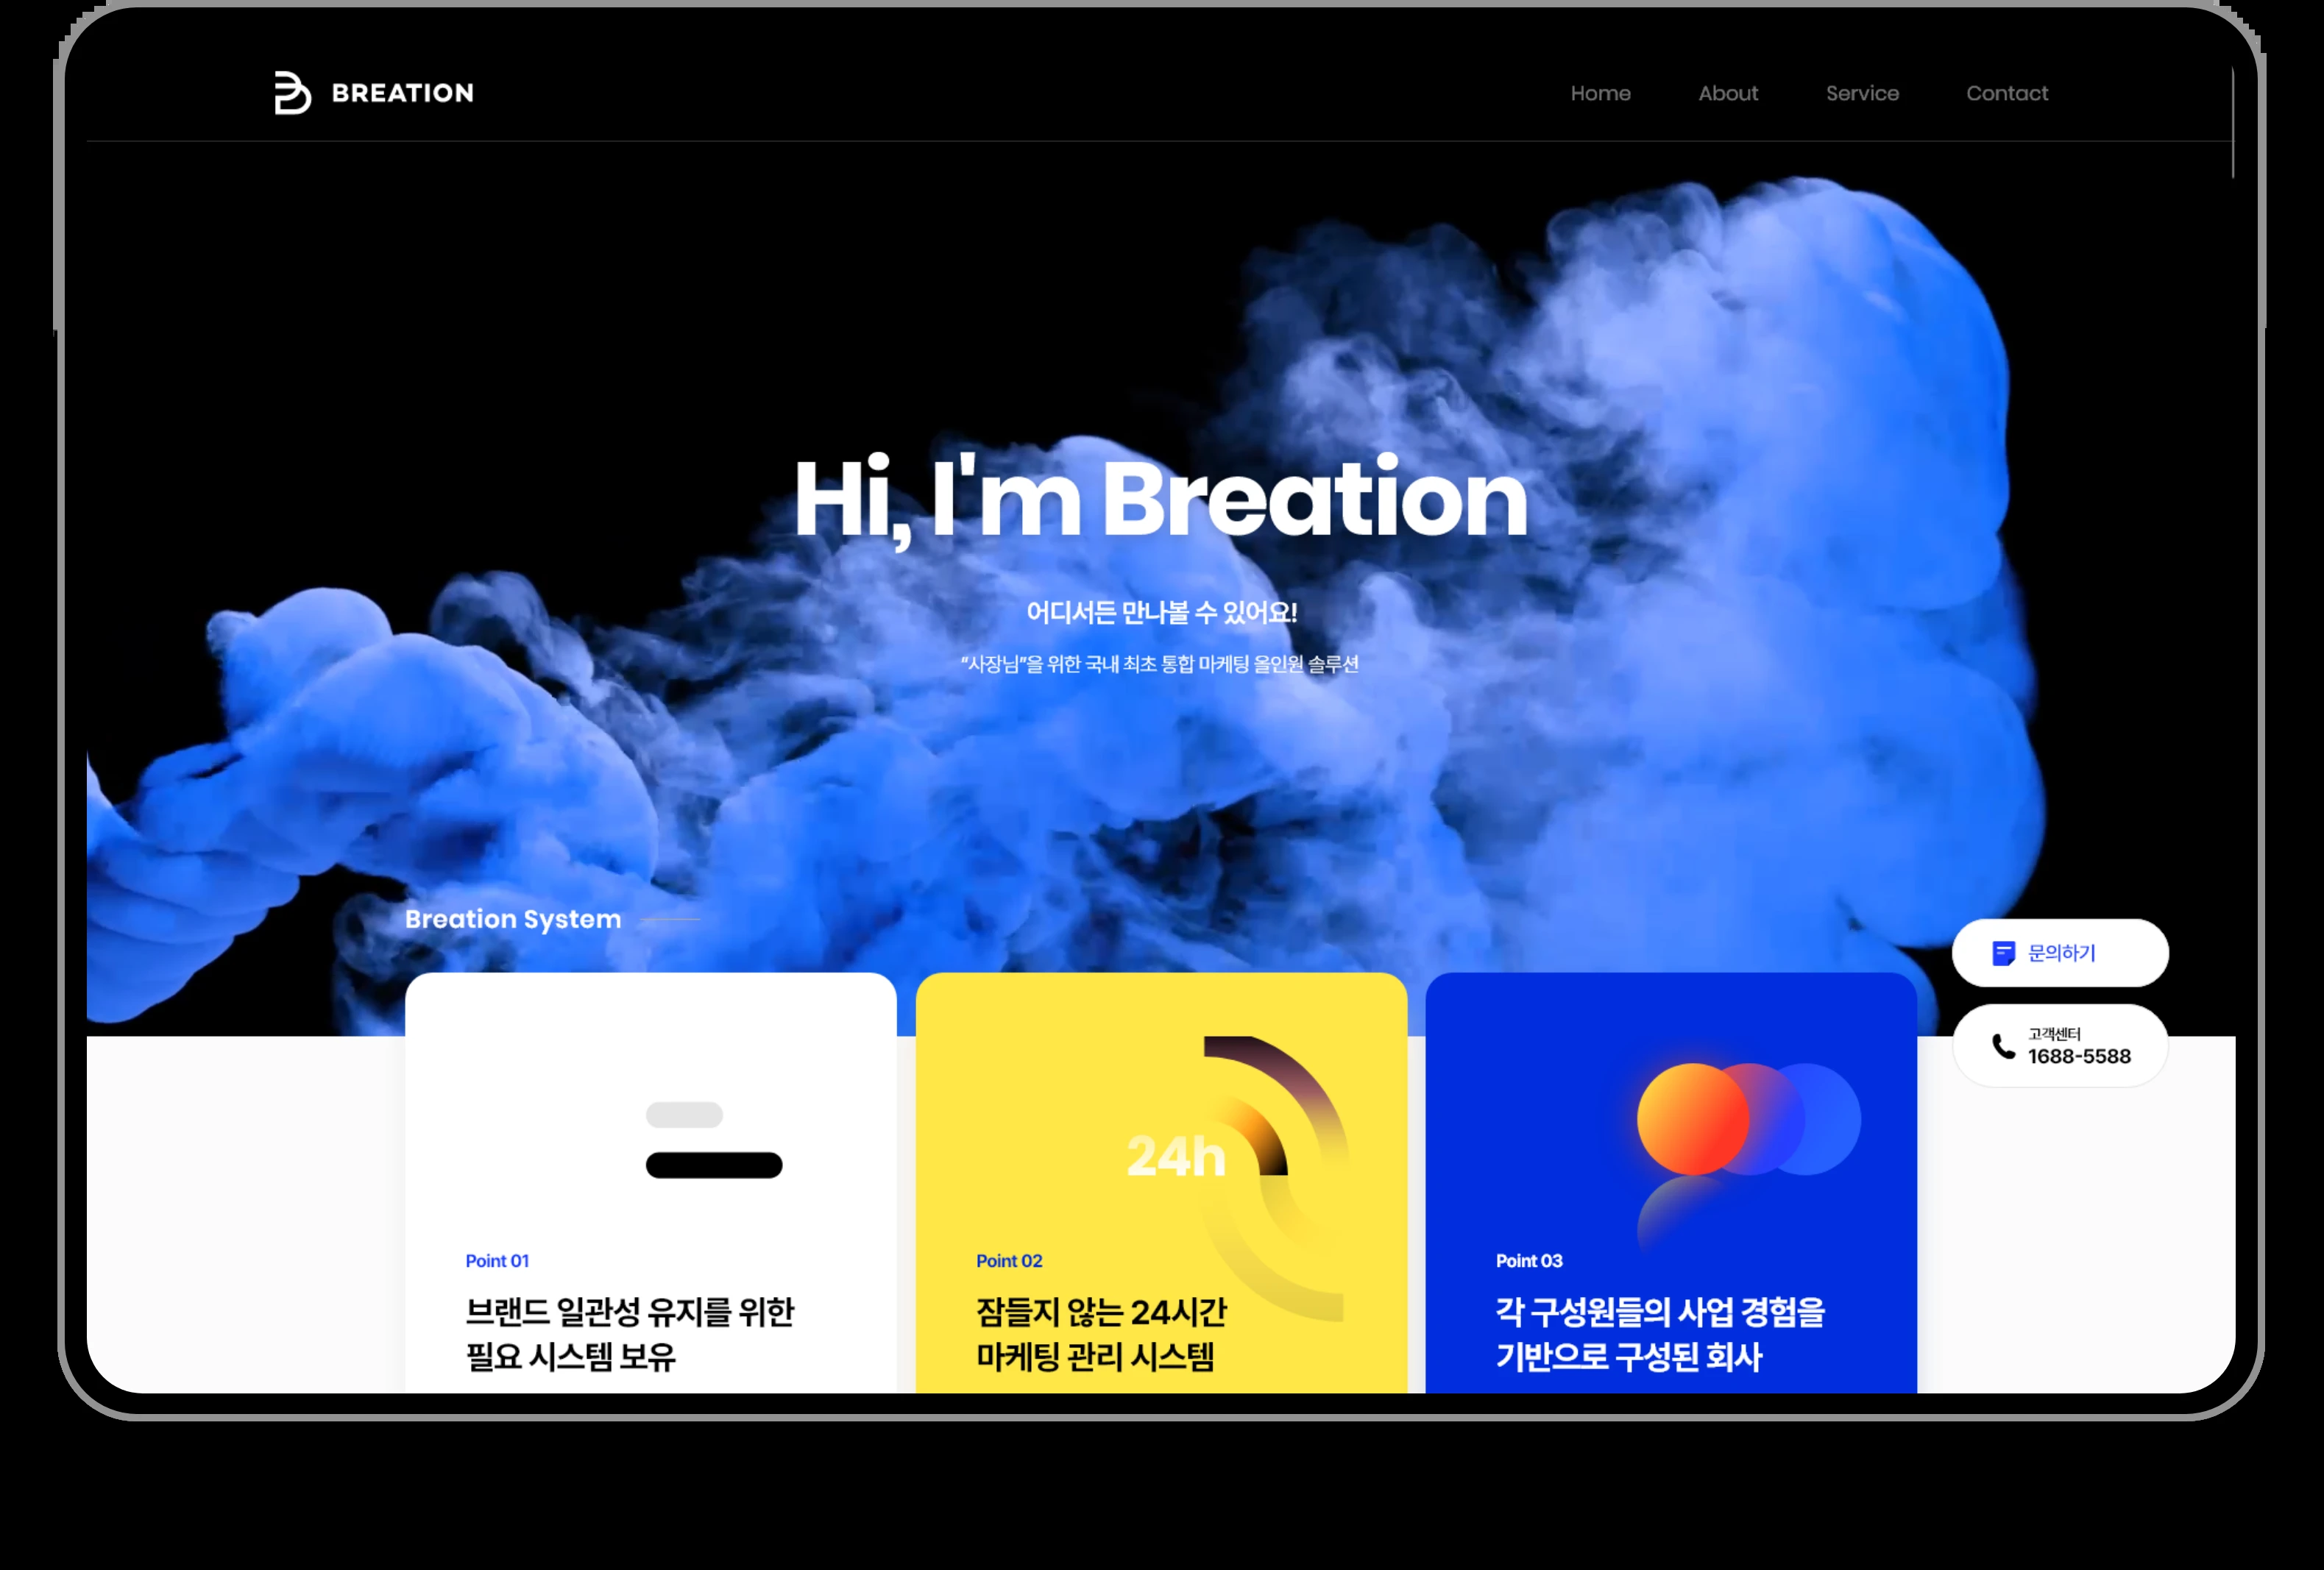 BREATION
Home About Service Contact
Hi, I'm Breation
어디서든 만나볼 수 있어요!
"사장님"을 위한 국내 최초 통합 마케팅 올인원 솔루션
Breation System
문의하기
고객센터
1688-5588
24h
Point 01
브랜드 일관성 유지를 위한
필요 시스템 보유
Point 02
잠들지 않는 24시간
마케팅 관리 시스템
Point 03
각 구성원들의 사업 경험을
기반으로 구성된 회사